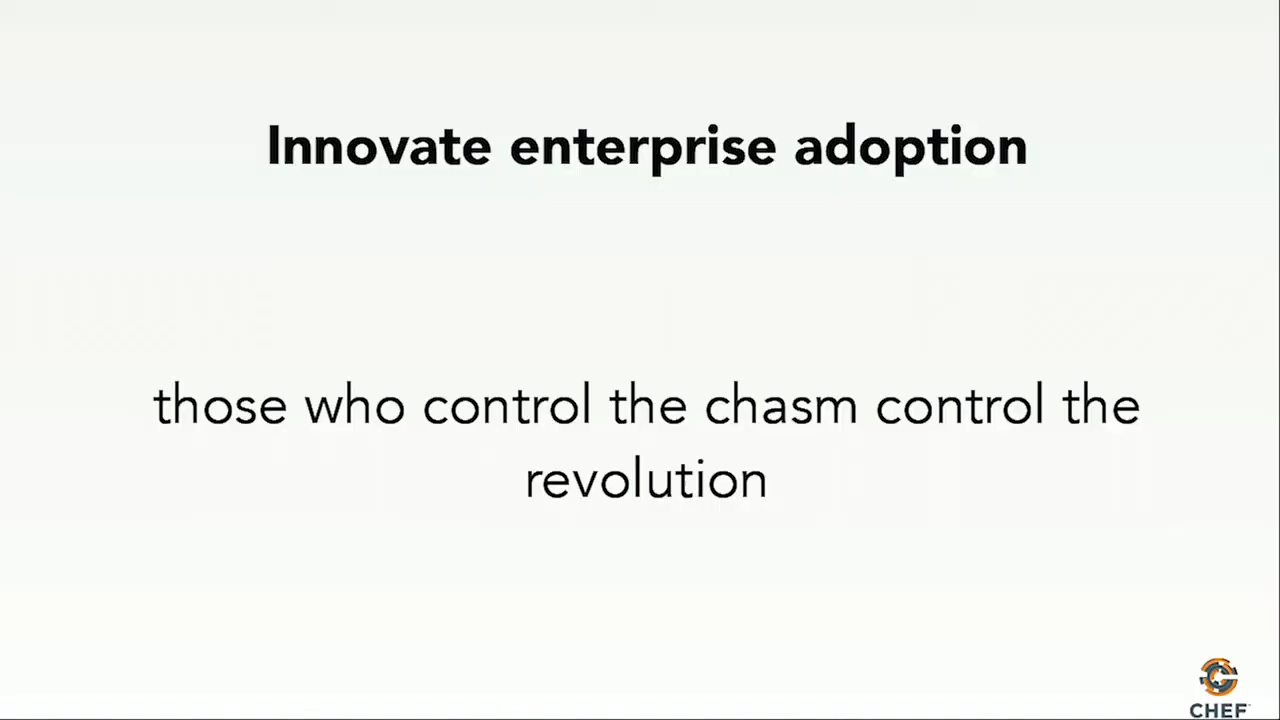 Innovate enterprise adoption
those who control the chasm control the
revolution
CHEF